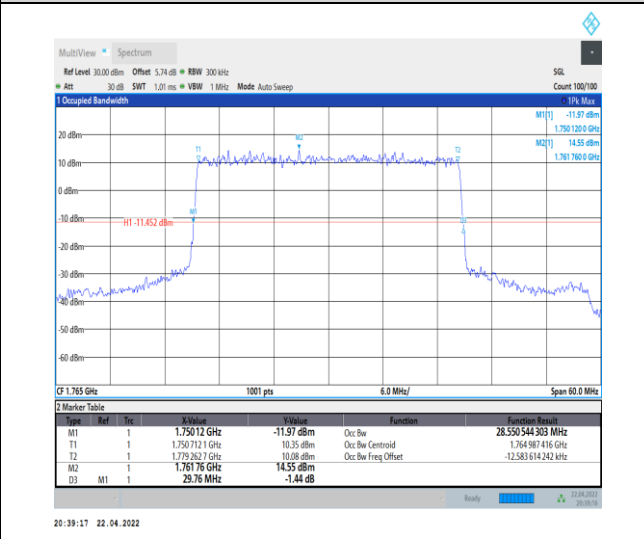 MultiView Spectrum
Ref Level 30.00 dBm Offset 5.74 dB RBW 300 kHz SGL
Att 30 dB SWT 1.01 ms VBW 1 MHz Mode Auto Sweep Count 100/100
1 Occupied Bandwidth 1Pk Max
M1[1] -11.97 dBm
1.750 120 0 GHz
M2[1] 14.55 dBm
1.761 760 0 GHz
20 dBm
M2
T1 T2
10 dBm
0 dBm
M1
-10 dBm
H1 -11.452 dBm
D3
-20 dBm
-30 dBm
-40 dBm
-50 dBm
-60 dBm
CF 1.765 GHz 1001 pts 6.0 MHz/ Span 60.0 MHz
2 Marker Table
Type Ref Trc X-Value Y-Value Function Function Result
M1 1 1.75012 GHz -11.97 dBm Occ Bw 28.550 544 303 MHz
T1 1 1.750 712 1 GHz 10.35 dBm Occ Bw Centroid 1.764 987 416 GHz
T2 1 1.779 262 7 GHz 10.08 dBm Occ Bw Freq Offset -12.583 614 242 kHz
M2 1 1.761 76 GHz 14.55 dBm
D3 M1 1 29.76 MHz -1.44 dB
Ready 22.04.2022
20:39:16
20:39:17 22.04.2022